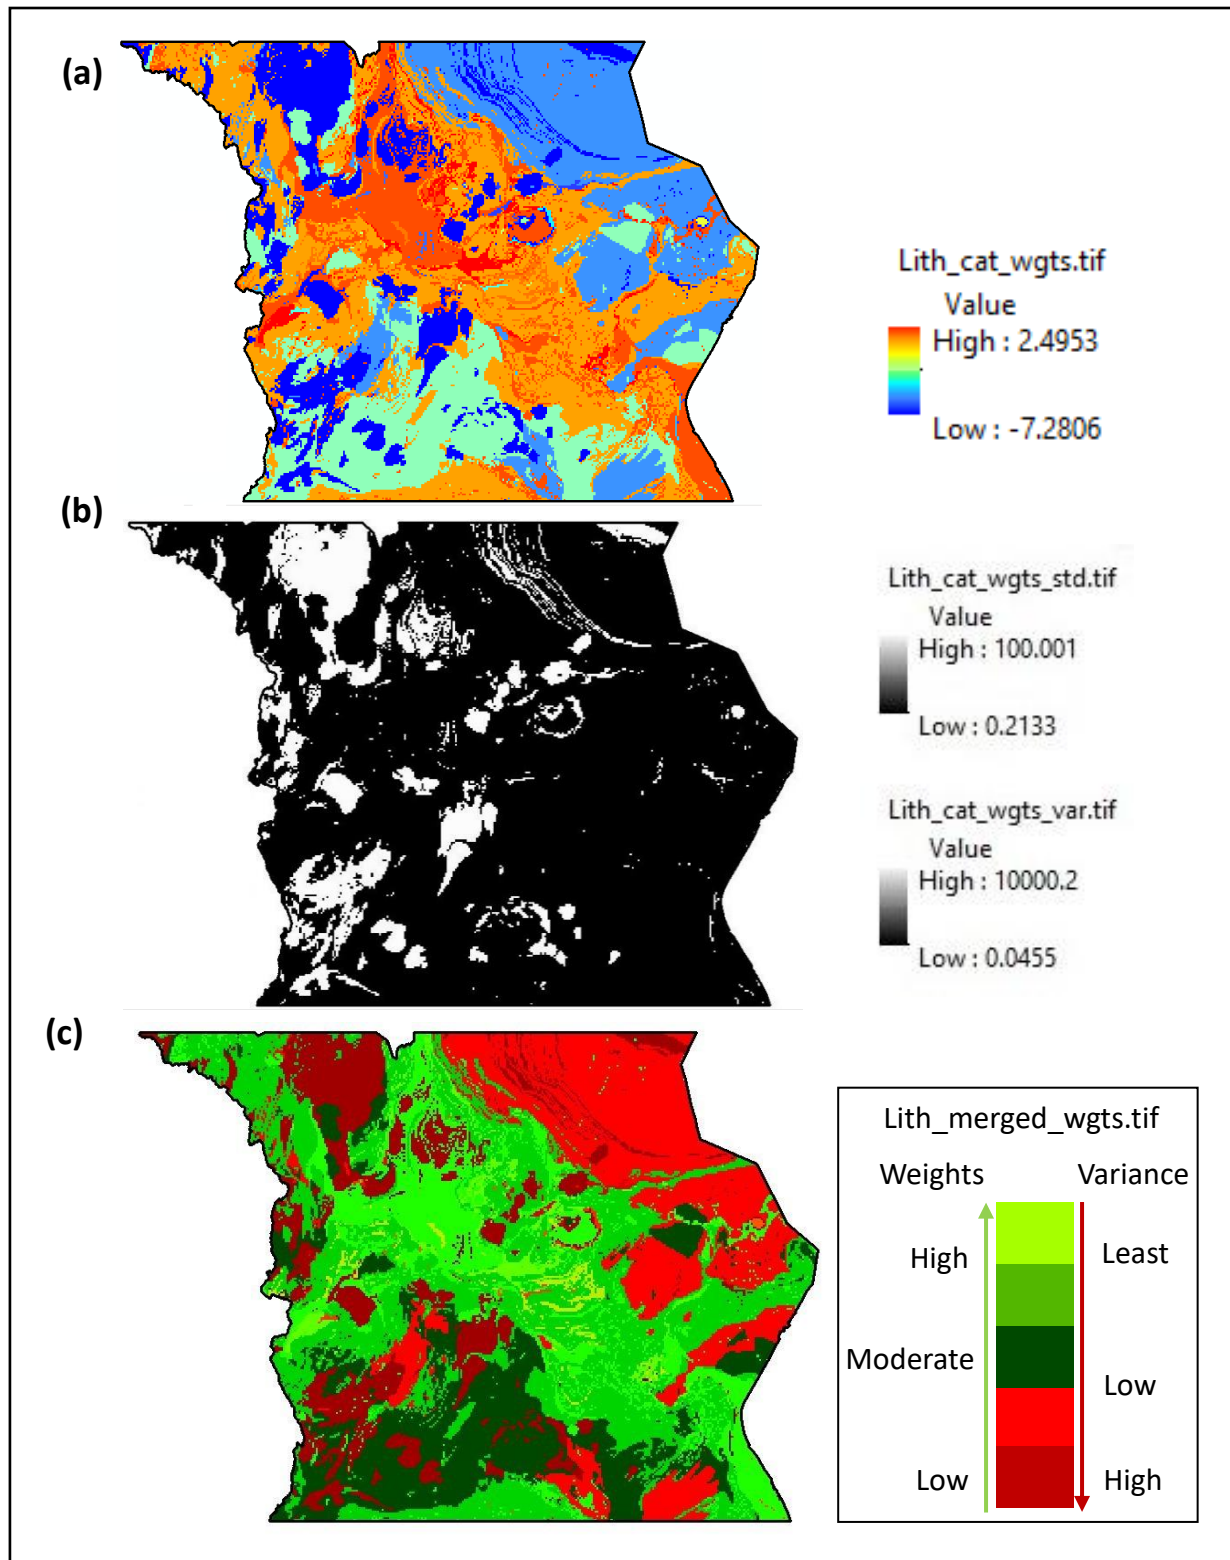 (a)
Lith_cat_wgts.tif
Value
High : 2.4953
Low : -7.2806
(b)
Lith_cat_wgts_std.tif
Value
High : 100.001
Low : 0.2133
Lith_cat_wgts_var.tif
Value
High : 10000.2
Low : 0.0455
(c)
Lith_merged_wgts.tif
Weights Variance
High Least
Moderate Low
Low High